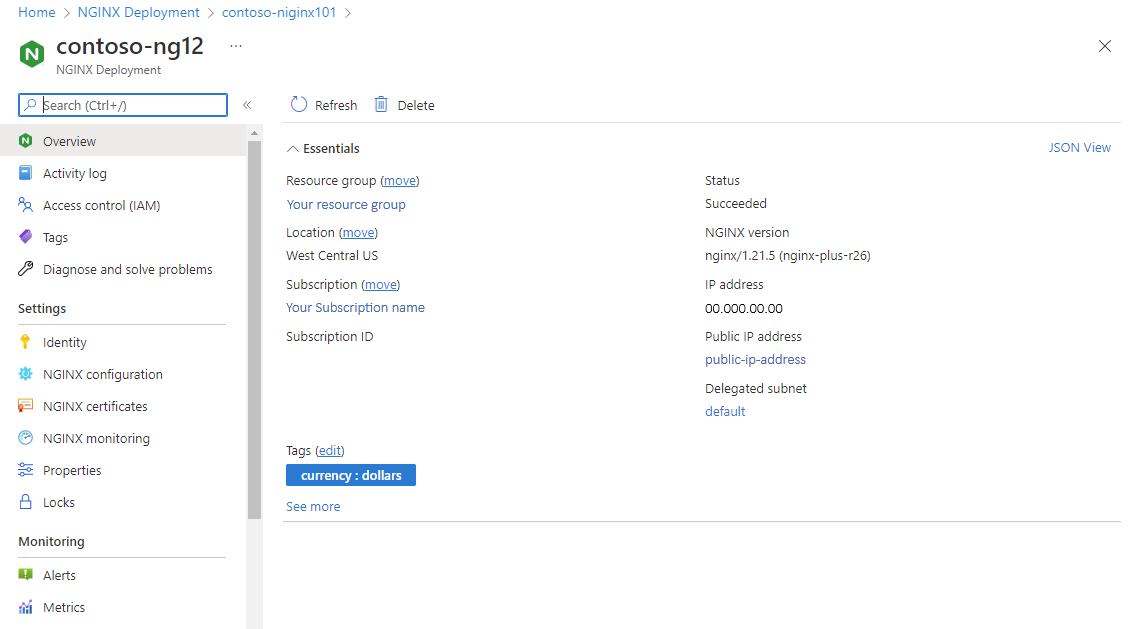 Home > NGINX Deployment > contoso-niginx101 >
contoso-ng12 ...
NGINX Deployment
Search (Ctrl+/)
«
Overview
Activity log
Access control (IAM)
Tags
Diagnose and solve problems
Settings
Identity
NGINX configuration
NGINX certificates
NGINX monitoring
Properties
Locks
Monitoring
Alerts
Metrics
Refresh Delete
Essentials JSON View
Resource group (move)
Your resource group
Location (move)
West Central US
Subscription (move)
Your Subscription name
Subscription ID
Status
Succeeded
NGINX version
nginx/1.21.5 (nginx-plus-r26)
IP address
00.000.00.00
Public IP address
public-ip-address
Delegated subnet
default
Tags (edit)
currency : dollars
See more